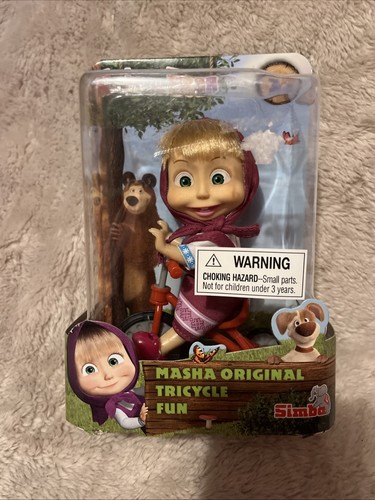 WARNING
CHOKING HAZARD–Small parts.
Not for children under 3 years.
MASHA ORIGINAL
TRICYCLE
FUN
Simba